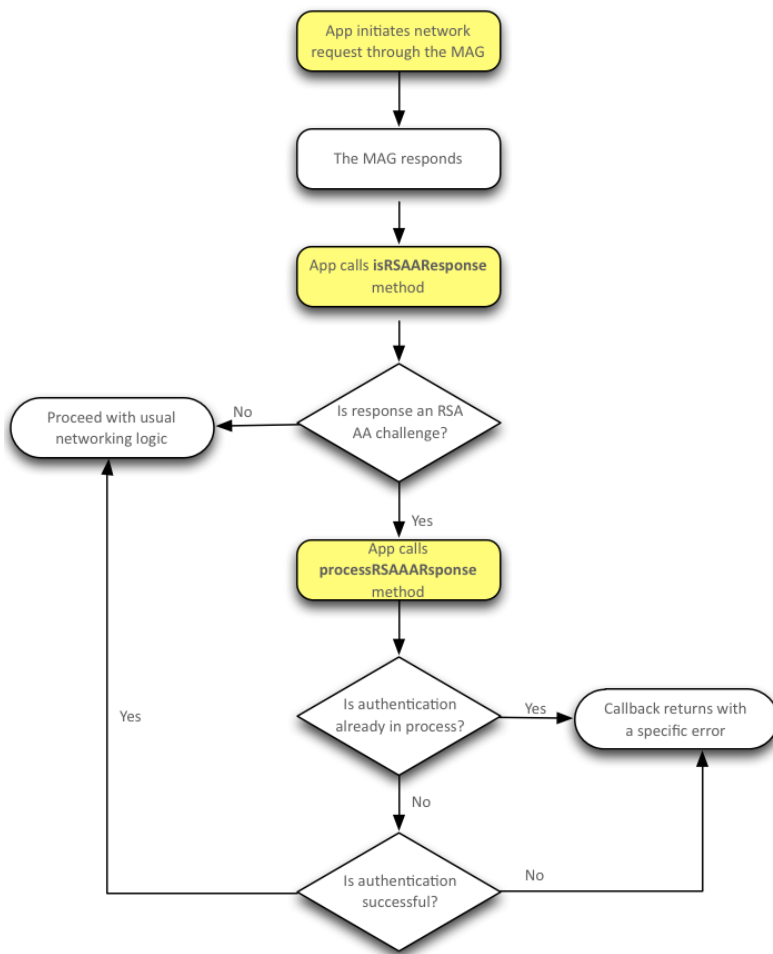 App initiates network
request through the MAG
The MAG responds
App calls isRSAAResponse
method
Is response an RSA
AA challenge?
No
Proceed with usual
networking logic
Yes
App calls
processRSAAARsponse
method
Is authentication
already in process?
Yes
Callback returns with
a specific error
Yes
No
Is authentication
successful?
No